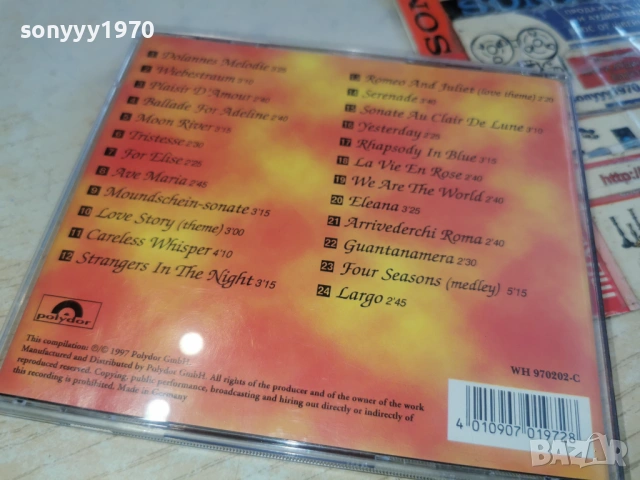 sonyyy1970
SON
1 Dolannes Melodie 3'25
2 Wiebestraum
3 Plaisir D'Amour 2'40
4 Ballade For Adeline 2'40
5 Moon River 3'15
6 Tristesse 2'30
7 For Elise 2'25
8 Ave Maria 2'45
9 Moundschein-sonate 3'15
10 Love Story (theme) 3'00
11 Careless Whisper 4'10
12 Strangers In The Night 3'15
13 Romeo And Juliet (love theme) 2'25
14 Serenade 2'40
15 Sonate Au Clair De Lune 3'10
16 Yesterday 2'25
17 Rhapsody In Blue 2'45
18 La Vie En Rose 2'40
19 We Are The World 2'40
20 Eleana 2'25
21 Arrivederchi Roma 2'40
22 Guantanamera 2'30
23 Four Seasons (medley) 5'15
24 Largo 2'45
polydor
This compilation: ℗/© 1997 Polydor GmbH
Manufactured and Distributed by Polydor GmbH. All rights of the producer and of the owner of the work
reproduced reserved. Copying, public performance, broadcasting and hiring out directly or indirectly of
this recording is prohibited. Made in Germany
WH 970202-C
4 010907 019728
http://
BAZAR